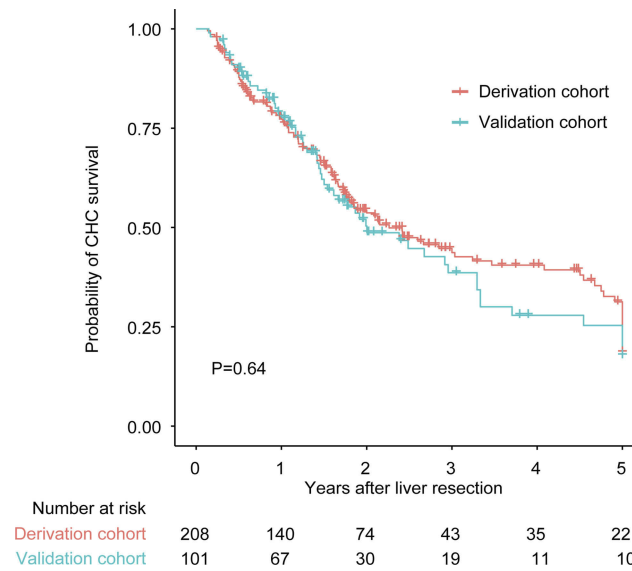 1.00
0.75
0.50
0.25
0.00
Probability of CHC survival
Derivation cohort
Validation cohort
P=0.64
0 1 2 3 4 5
Years after liver resection
Number at risk
Derivation cohort 208 140 74 43 35 22
Validation cohort 101 67 30 19 11 10